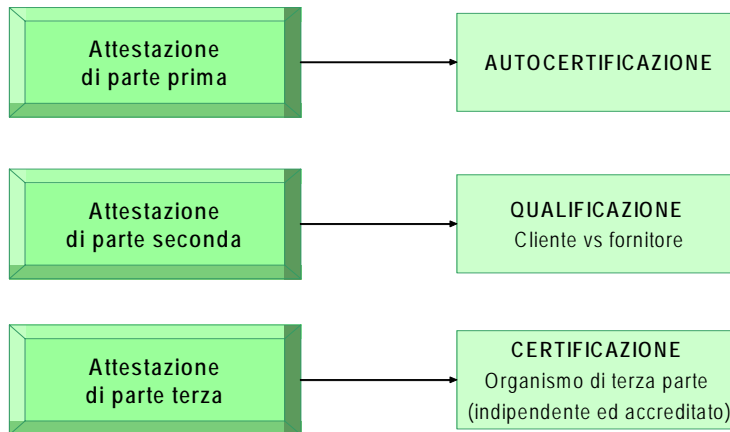 Attestazione
di parte prima
AUTOCERTIFICAZIONE
Attestazione
di parte seconda
QUALIFICAZIONE
Cliente vs fornitore
Attestazione
di parte terza
CERTIFICAZIONE
Organismo di terza parte
(indipendente ed accreditato)